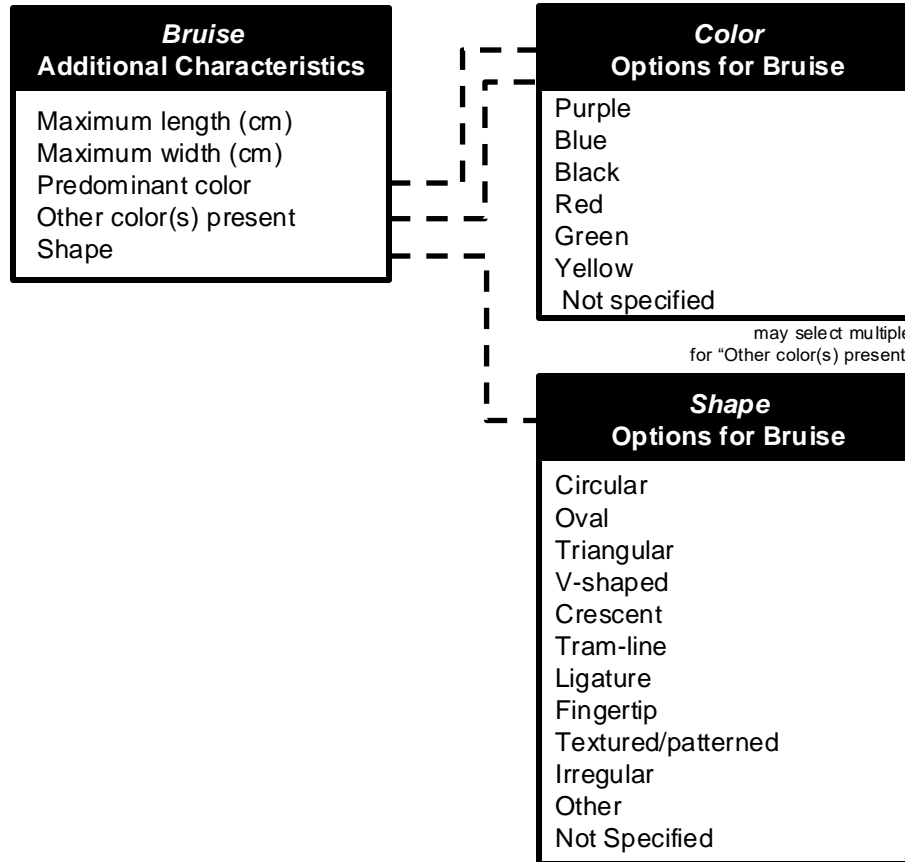 Bruise
Additional Characteristics
Maximum length (cm)
Maximum width (cm)
Predominant color
Other color(s) present
Shape
Color
Options for Bruise
Purple
Blue
Black
Red
Green
Yellow
Not specified
may select multiple
for “Other color(s) present
Shape
Options for Bruise
Circular
Oval
Triangular
V-shaped
Crescent
Tram-line
Ligature
Fingertip
Textured/patterned
Irregular
Other
Not Specified